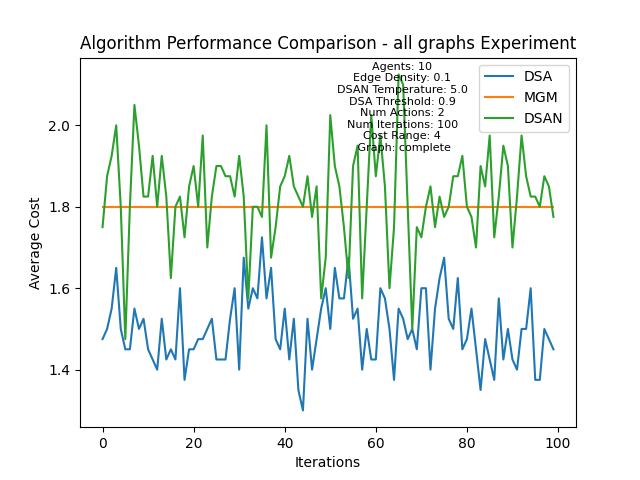 Algorithm Performance Comparison - all graphs Experiment
Agents: 10
Edge Density: 0.1
DSAN Temperature: 5.0
DSA Threshold: 0.9
Num Actions: 2
Num Iterations: 100
Cost Range: 4
Graph: complete
DSA
MGM
DSAN
Average Cost
2.0
1.8
1.6
1.4
0 20 40 60 80 100
Iterations